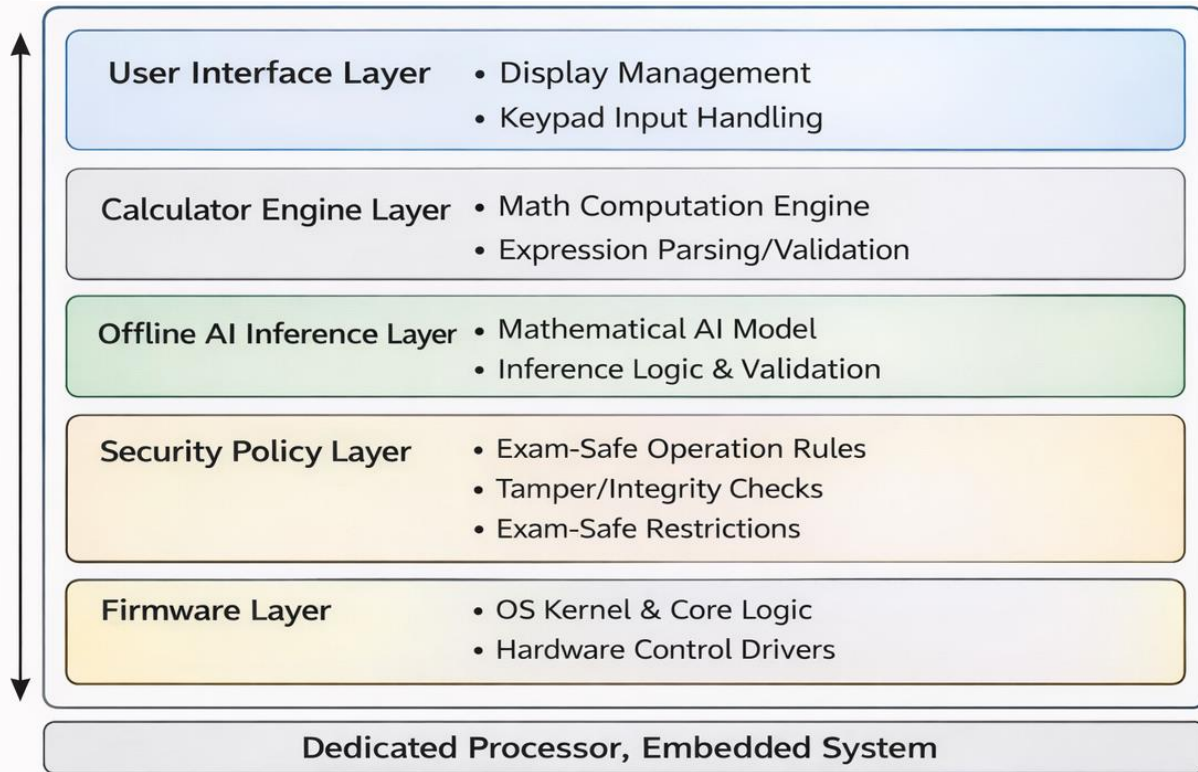 User Interface Layer
• Display Management
• Keypad Input Handling
Calculator Engine Layer
• Math Computation Engine
• Expression Parsing/Validation
Offline AI Inference Layer
• Mathematical AI Model
• Inference Logic & Validation
Security Policy Layer
• Exam-Safe Operation Rules
• Tamper/Integrity Checks
• Exam-Safe Restrictions
Firmware Layer
• OS Kernel & Core Logic
• Hardware Control Drivers
Dedicated Processor, Embedded System